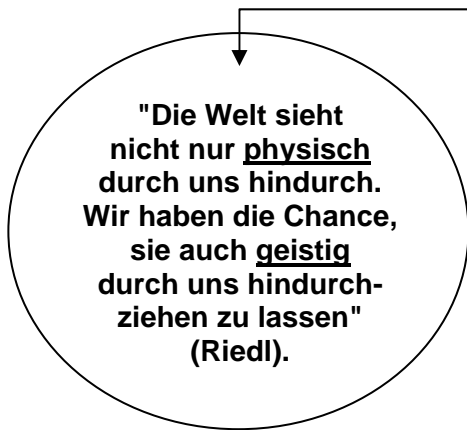 "Die Welt sieht
nicht nur physisch
durch uns hindurch.
Wir haben die Chance,
sie auch geistig
durch uns hindurch-
ziehen zu lassen"
(Riedl).